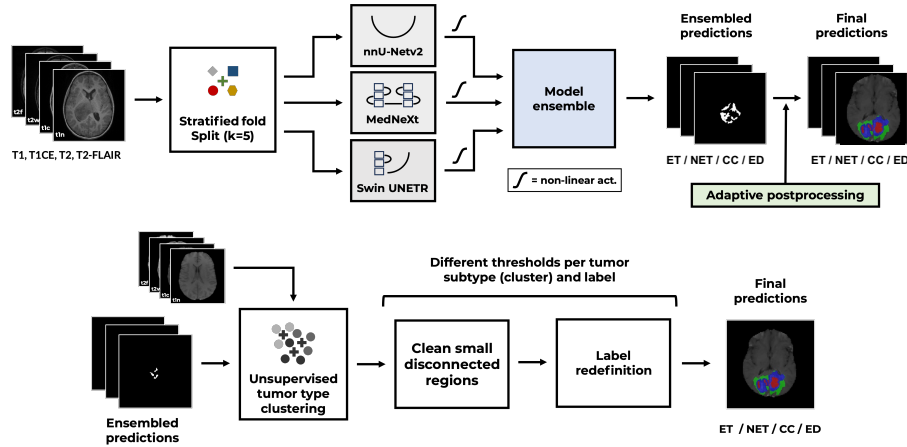 t2f
t2w
t1c
t1n
T1, T1CE, T2, T2-FLAIR
Stratified fold
Split (k=5)
nnU-Netv2
MedNeXt
Swin UNETR
Model
ensemble
= non-linear act.
Ensembled
predictions
ET / NET / CC / ED
Final
predictions
ET / NET / CC / ED
Adaptive postprocessing
t2f
t2w
t1c
t1n
Ensembled
predictions
Unsupervised
tumor type
clustering
Different thresholds per tumor
subtype (cluster) and label
Clean small
disconnected
regions
Label
redefinition
Final
predictions
ET / NET / CC / ED